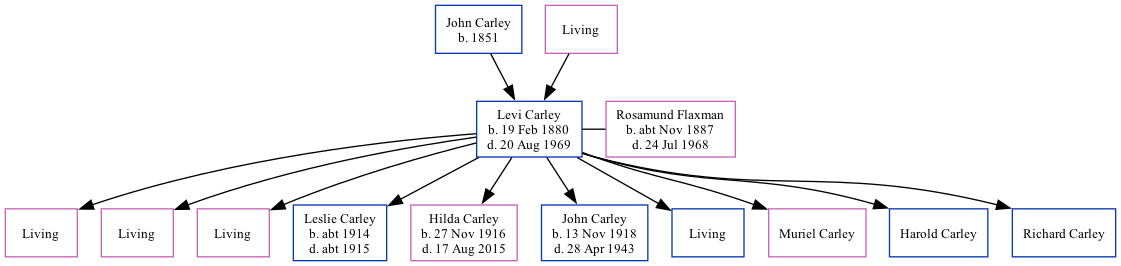 John Carley
b. 1851
Living
Levi Carley
b. 19 Feb 1880
d. 20 Aug 1969
Rosamund Flaxman
b. abt Nov 1887
d. 24 Jul 1968
Living
Living
Living
Leslie Carley
b. abt 1914
d. abt 1915
Hilda Carley
b. 27 Nov 1916
d. 17 Aug 2015
John Carley
b. 13 Nov 1918
d. 28 Apr 1943
Living
Muriel Carley
Harold Carley
Richard Carley